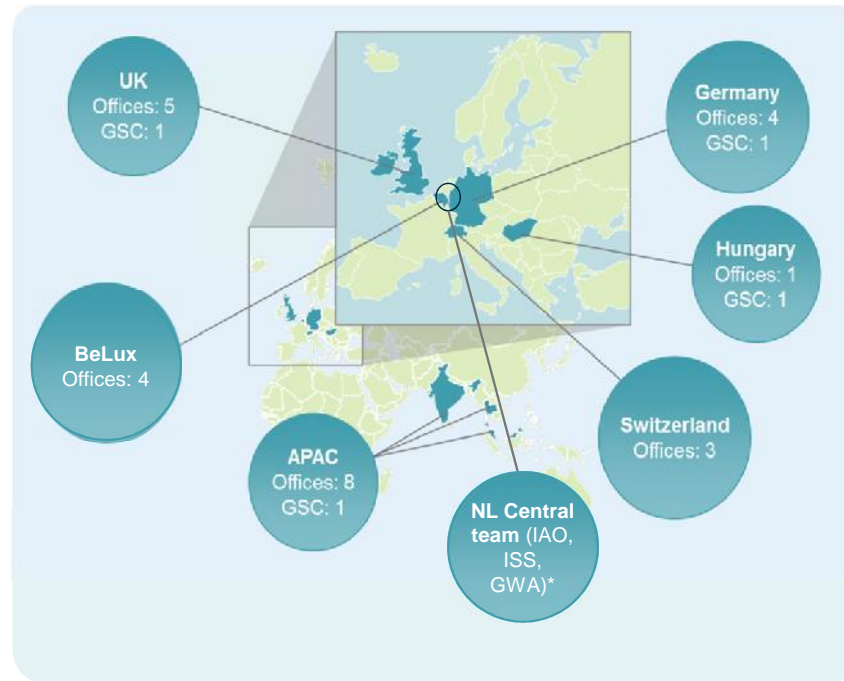 UK
Offices: 5
GSC: 1
Germany
Offices: 4
GSC: 1
Hungary
Offices: 1
GSC: 1
BeLux
Offices: 4
Switzerland
Offices: 3
APAC
Offices: 8
GSC: 1
NL Central
team (IAO,
ISS,
GWA)*